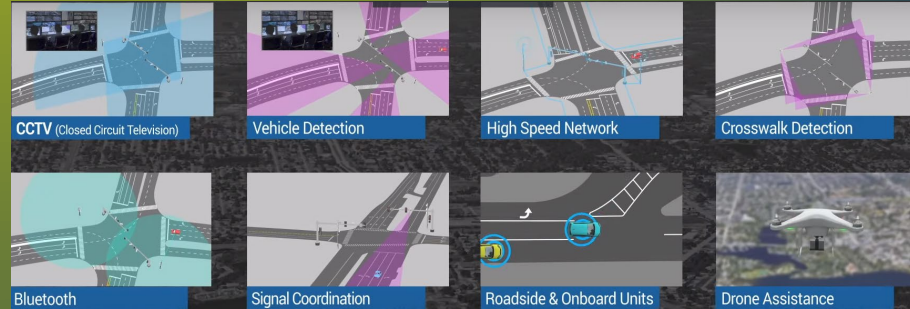 CCTV (Closed Circuit Television)
Vehicle Detection
High Speed Network
Crosswalk Detection
Bluetooth
Signal Coordination
Roadside & Onboard Units
Drone Assistance